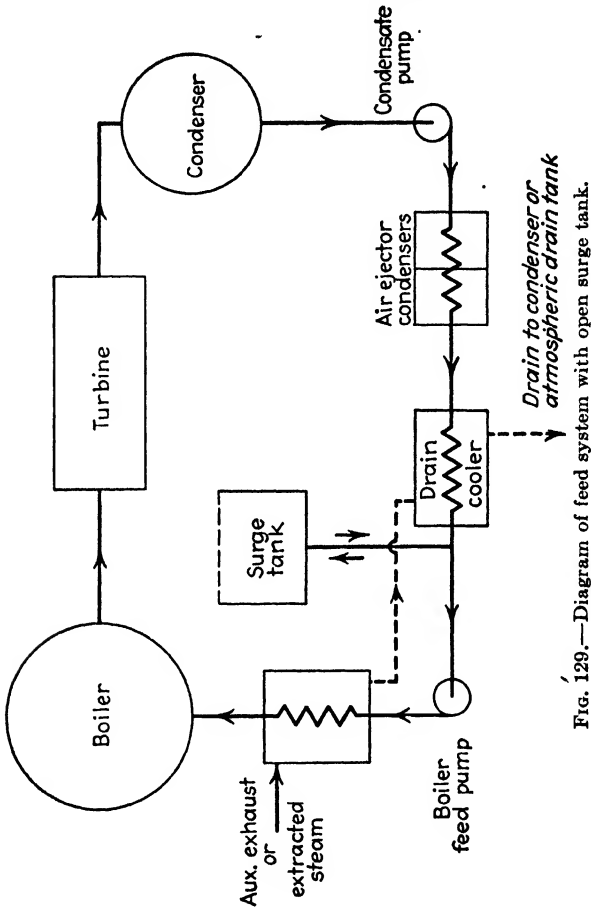 Boiler
Turbine
Condenser
Condensate
pump
Air ejector
condensers
Drain
cooler
Drain to condenser or
atmospheric drain tank
Surge
tank
Boiler
feed pump
Aux. exhaust
or
extracted
steam
FIG. 129.—Diagram of feed system with open surge tank.